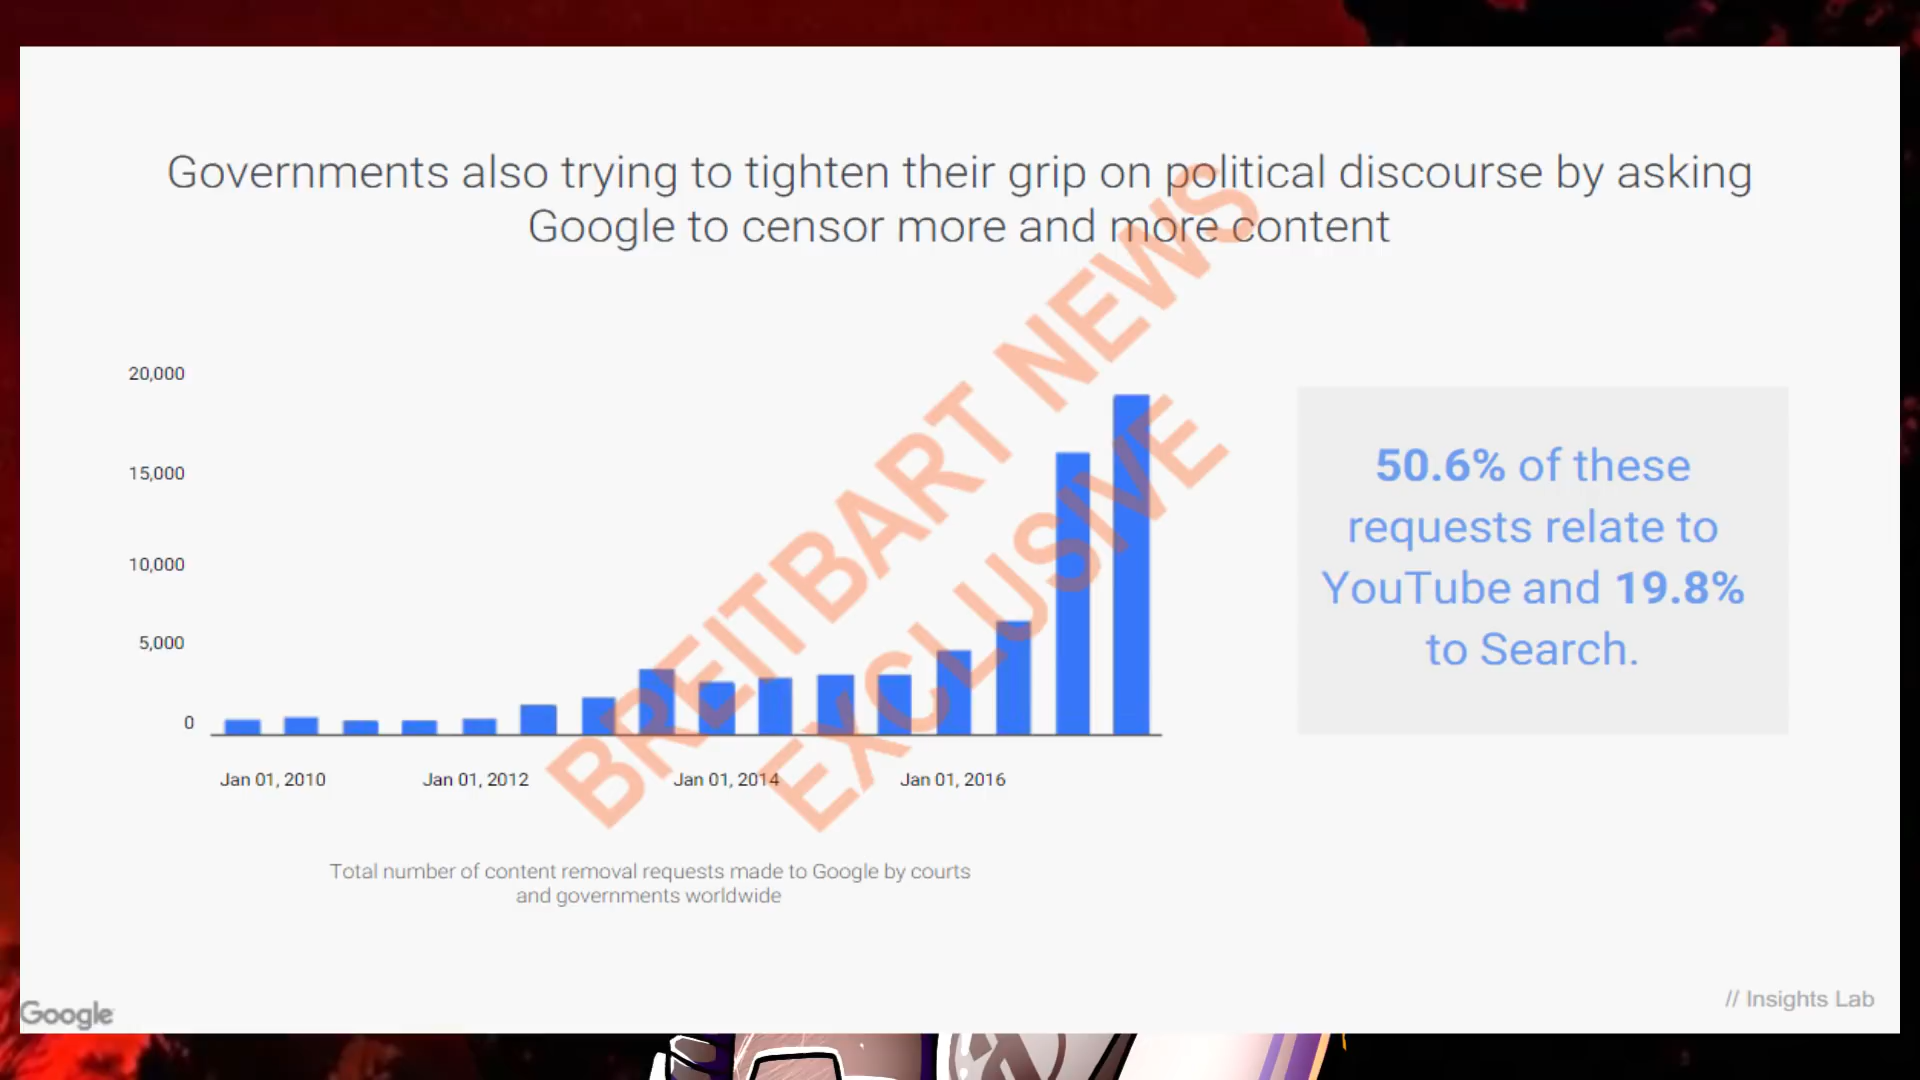 Governments also trying to tighten their grip on political discourse by asking
Google to censor more and more content
BREITBART NEWS
EXCLUSIVE
20,000
15,000
10,000
5,000
0
Jan 01, 2010
Jan 01, 2012
Jan 01, 2014
Jan 01, 2016
Total number of content removal requests made to Google by courts
and governments worldwide
50.6% of these
requests relate to
YouTube and 19.8%
to Search.
Google
// Insights Lab